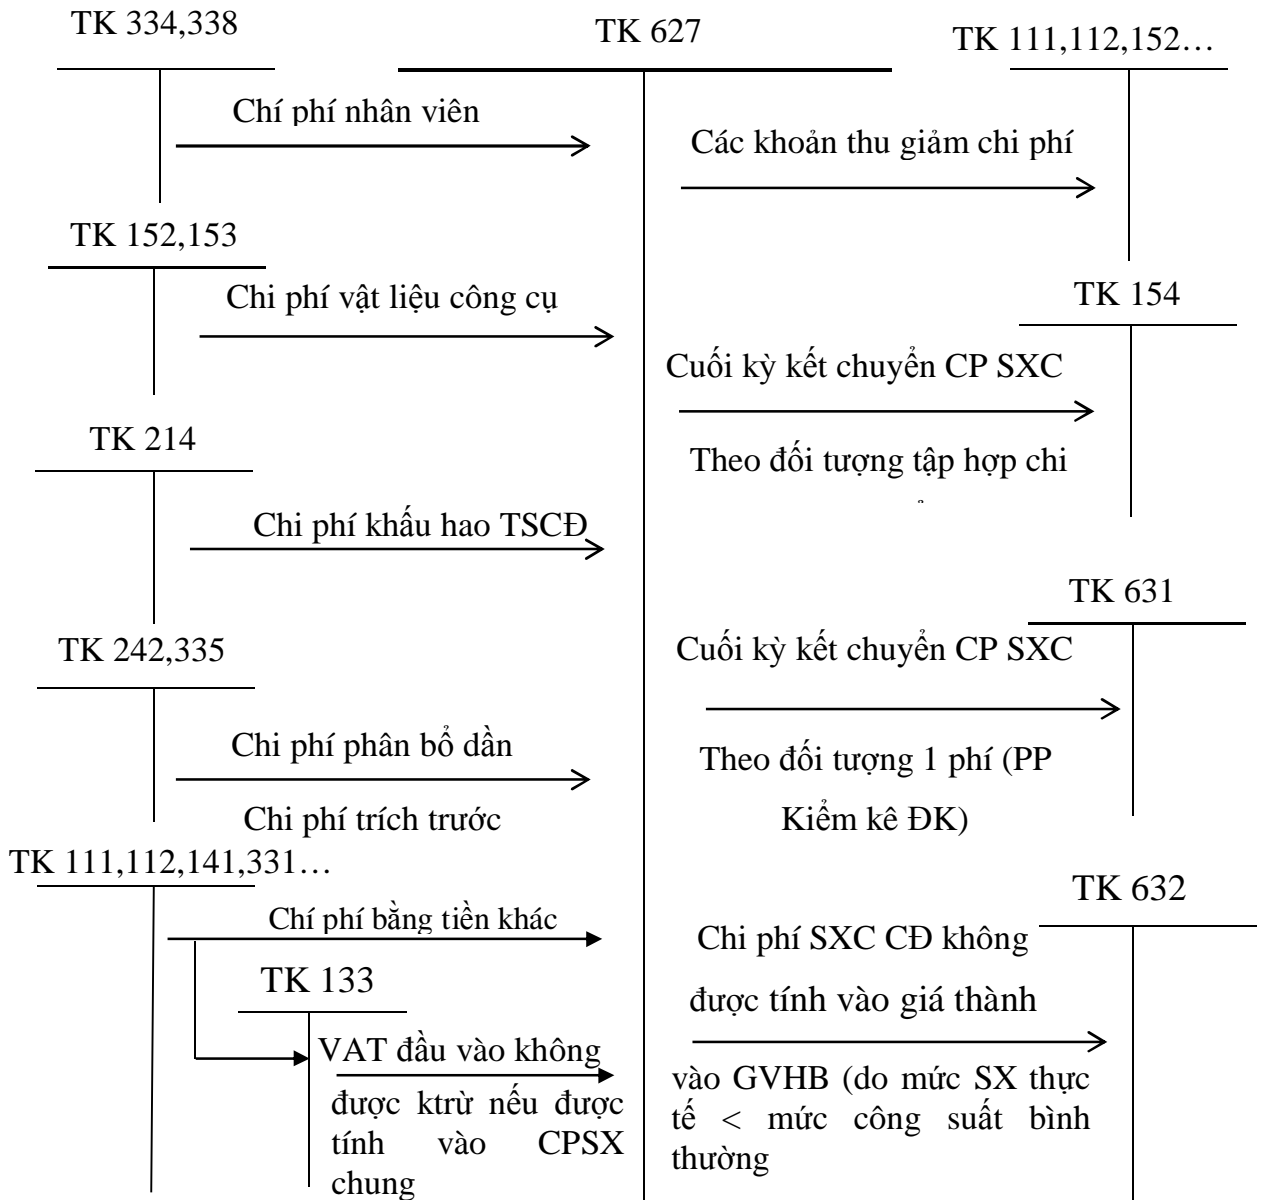 TK 334,338
TK 627
TK 111,112,152…
Chí phí nhân viên
Các khoản thu giảm chi phí
TK 152,153
Chi phí vật liệu công cụ
TK 154
Cuối kỳ kết chuyển CP SXC
TK 214
Theo đối tượng tập hợp chi
Chi phí khấu hao TSCĐ
TK 631
TK 242,335
Cuối kỳ kết chuyển CP SXC
Chi phí phân bổ dần
Theo đối tượng 1 phí (PP
Chi phí trích trước
Kiểm kê ĐK)
TK 111,112,141,331…
TK 632
Chí phí bằng tiền khác
Chi phí SXC CĐ không
TK 133
được tính vào giá thành
VAT đầu vào không
được ktrừ nếu được
tính vào CPSX
chung
vào GVHB (do mức SX thực
tế < mức công suất bình
thường